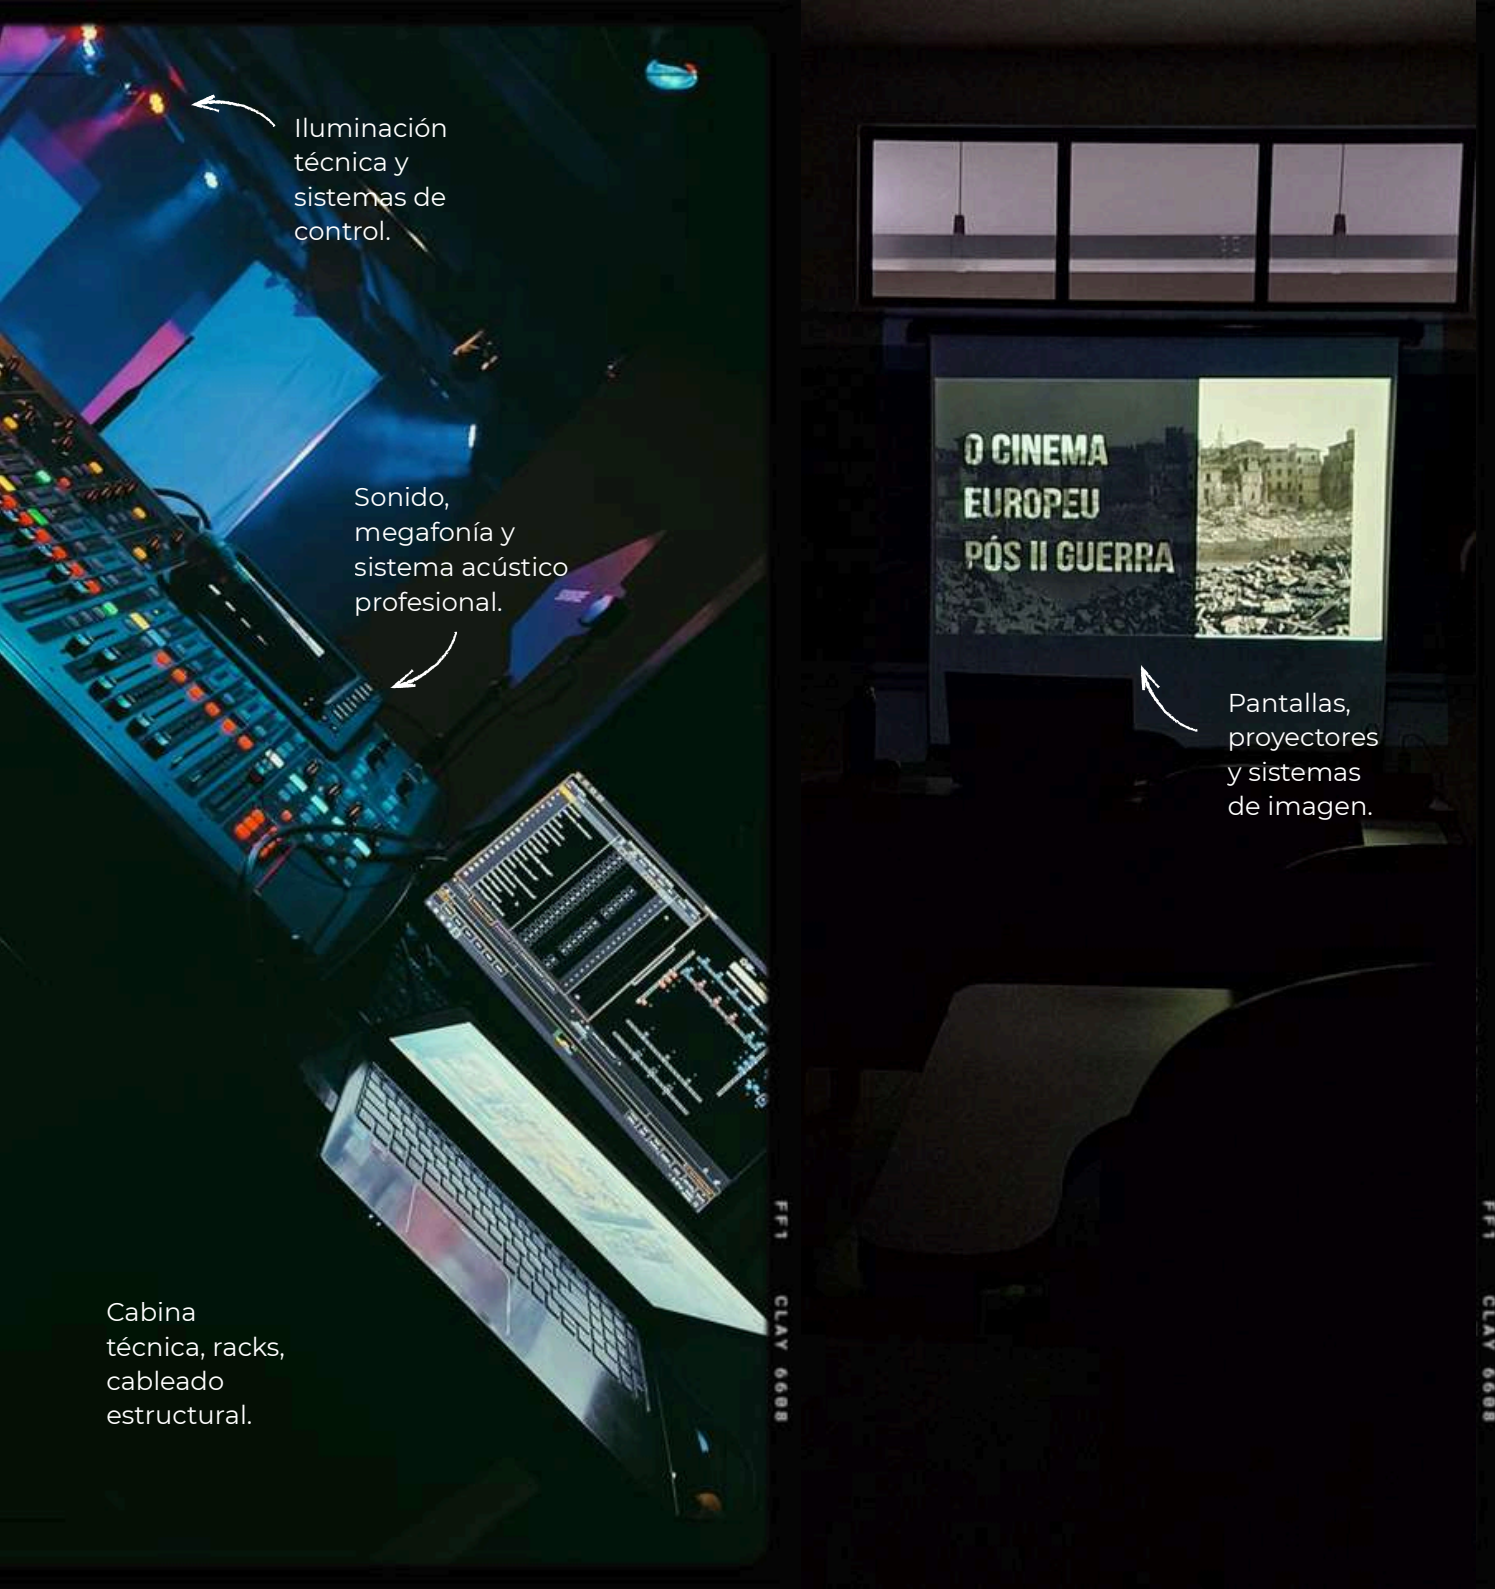 Iluminación
técnica y
sistemas de
control.
Sonido,
megafonía y
sistema acústico
profesional.
Cabina
técnica, racks,
cableado
estructural.
O CINEMA
EUROPEU
PÓS II GUERRA
Pantallas,
proyectores
y sistemas
de imagen.
FF1 CLAY 6608
FF1 CLAY 6608